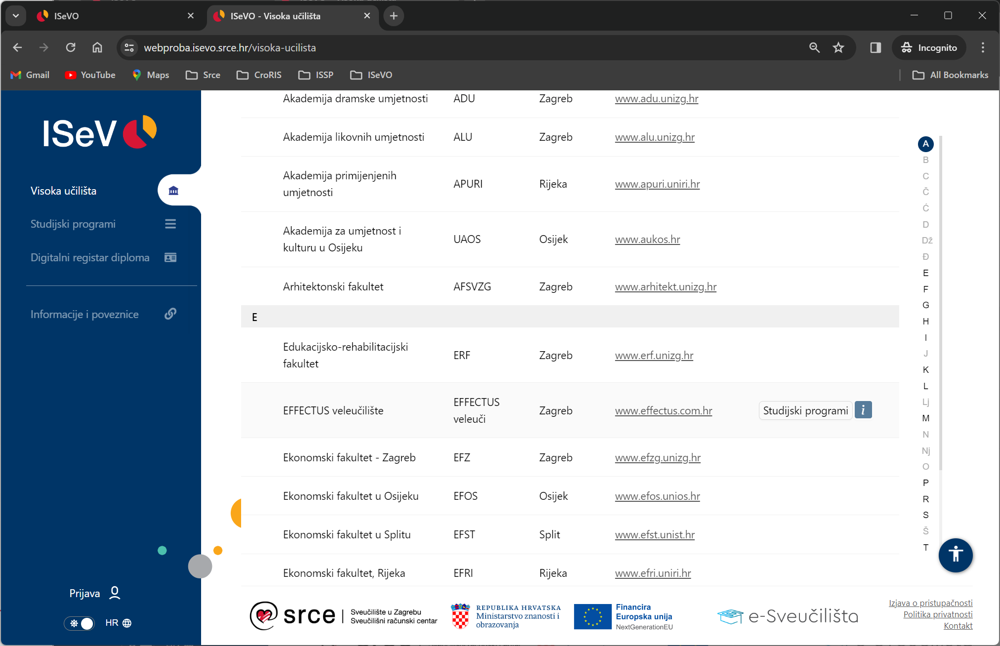 ISeVO
ISeVO - Visoka učilišta
webproba.isevo.srce.hr/visoka-ucilista
Incognito
Gmail
YouTube
Maps
Srce
CroRIS
ISSP
ISeVO
All Bookmarks
ISeV
Visoka učilišta
Studijski programi
Digitalni registar diploma
Informacije i poveznice
Prijava
HR
Akademija dramske umjetnosti ADU Zagreb www.adu.unizg.hr
Akademija likovnih umjetnosti ALU Zagreb www.alu.unizg.hr
Akademija primijenjenih
umjetnosti
APURI Rijeka www.apuri.uniri.hr
Akademija za umjetnost i
kulturu u Osijeku
UAOS Osijek www.aukos.hr
Arhitektonski fakultet AFSVZG Zagreb www.arhitekt.unizg.hr
E
Edukacijsko-rehabilitacijski
fakultet
ERF Zagreb www.erf.unizg.hr
EFFECTUS veleučilište
EFFECTUS
veleuči
Zagreb www.effectus.com.hr Studijski programi i
Ekonomski fakultet - Zagreb EFZ Zagreb www.efzg.unizg.hr
Ekonomski fakultet u Osijeku EFOS Osijek www.efos.unios.hr
Ekonomski fakultet u Splitu EFST Split www.efst.unist.hr
Ekonomski fakultet, Rijeka EFRI Rijeka www.efri.uniri.hr
A
B
C
Č
Ć
D
Dž
Đ
E
F
G
H
I
J
K
L
Lj
M
N
Nj
O
P
R
S
Š
T
srce
Sveučilište u Zagrebu
Sveučilišni računski centar
REPUBLIKA HRVATSKA
Ministarstvo znanosti i
obrazovanja
Financira
Europska unija
NextGenerationEU
e-Sveučilišta
Izjava o pristupačnosti
Politika privatnosti
Kontakt